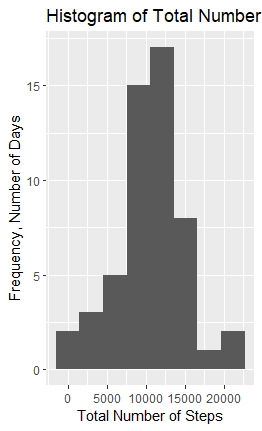 Histogram of Total Number
15
10
5
0
Frequency, Number of Days
0 5000 10000 15000 20000
Total Number of Steps